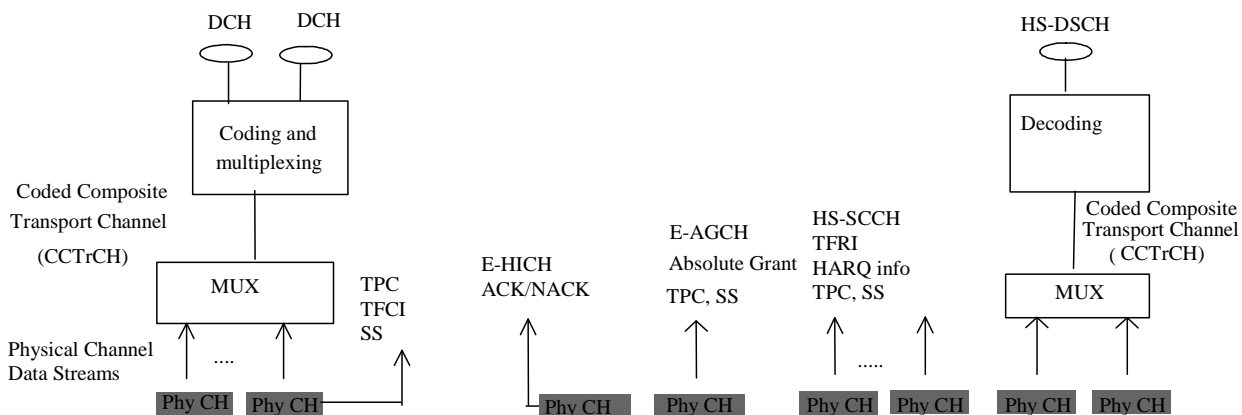 DCH
DCH
Coding and
multiplexing
Coded Composite
Transport Channel
(CCTrCH)
MUX
TPC
TFCI
SS
Physical Channel
Data Streams
....
Phy CH
Phy CH
E-HICH
ACK/NACK
Phy CH
E-AGCH
Absolute Grant
TPC, SS
Phy CH
HS-SCCH
TFRI
HARQ info
TPC, SS
.....
Phy CH
Phy CH
HS-DSCH
Decoding
Coded Composite
Transport Channel
( CCTrCH)
MUX
Phy CH
Phy CH